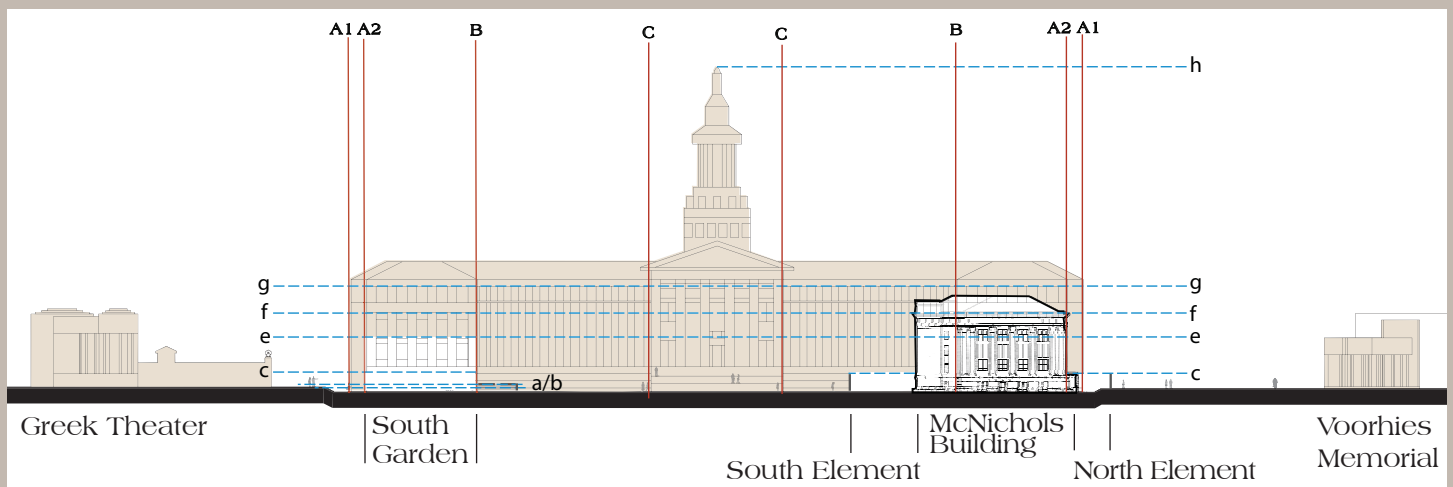 A1 A2 B C C B A2 A1
h
g g
f f
e e
c c
a/b
Greek Theater
South
Garden
South Element
McNichols
Building
North Element
Voorhies
Memorial